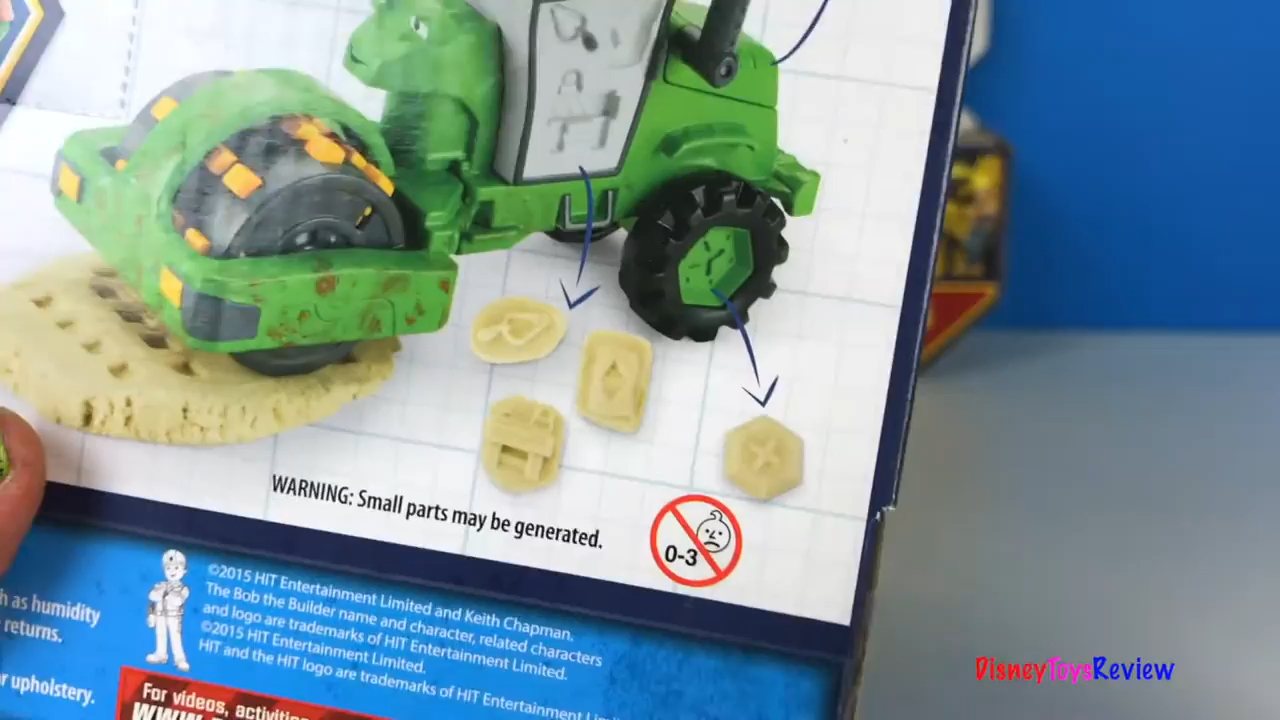 WARNING: Small parts may be generated.
0-3
h as humidity
returns.
r upholstery.
©2015 HIT Entertainment Limited and Keith Chapman.
The Bob the Builder name and character, related characters
and logo are trademarks of HIT Entertainment Limited.
©2015 HIT Entertainment Limited.
HIT and the HIT logo are trademarks of HIT Entertainment
For videos, activities
DisneyToysReview